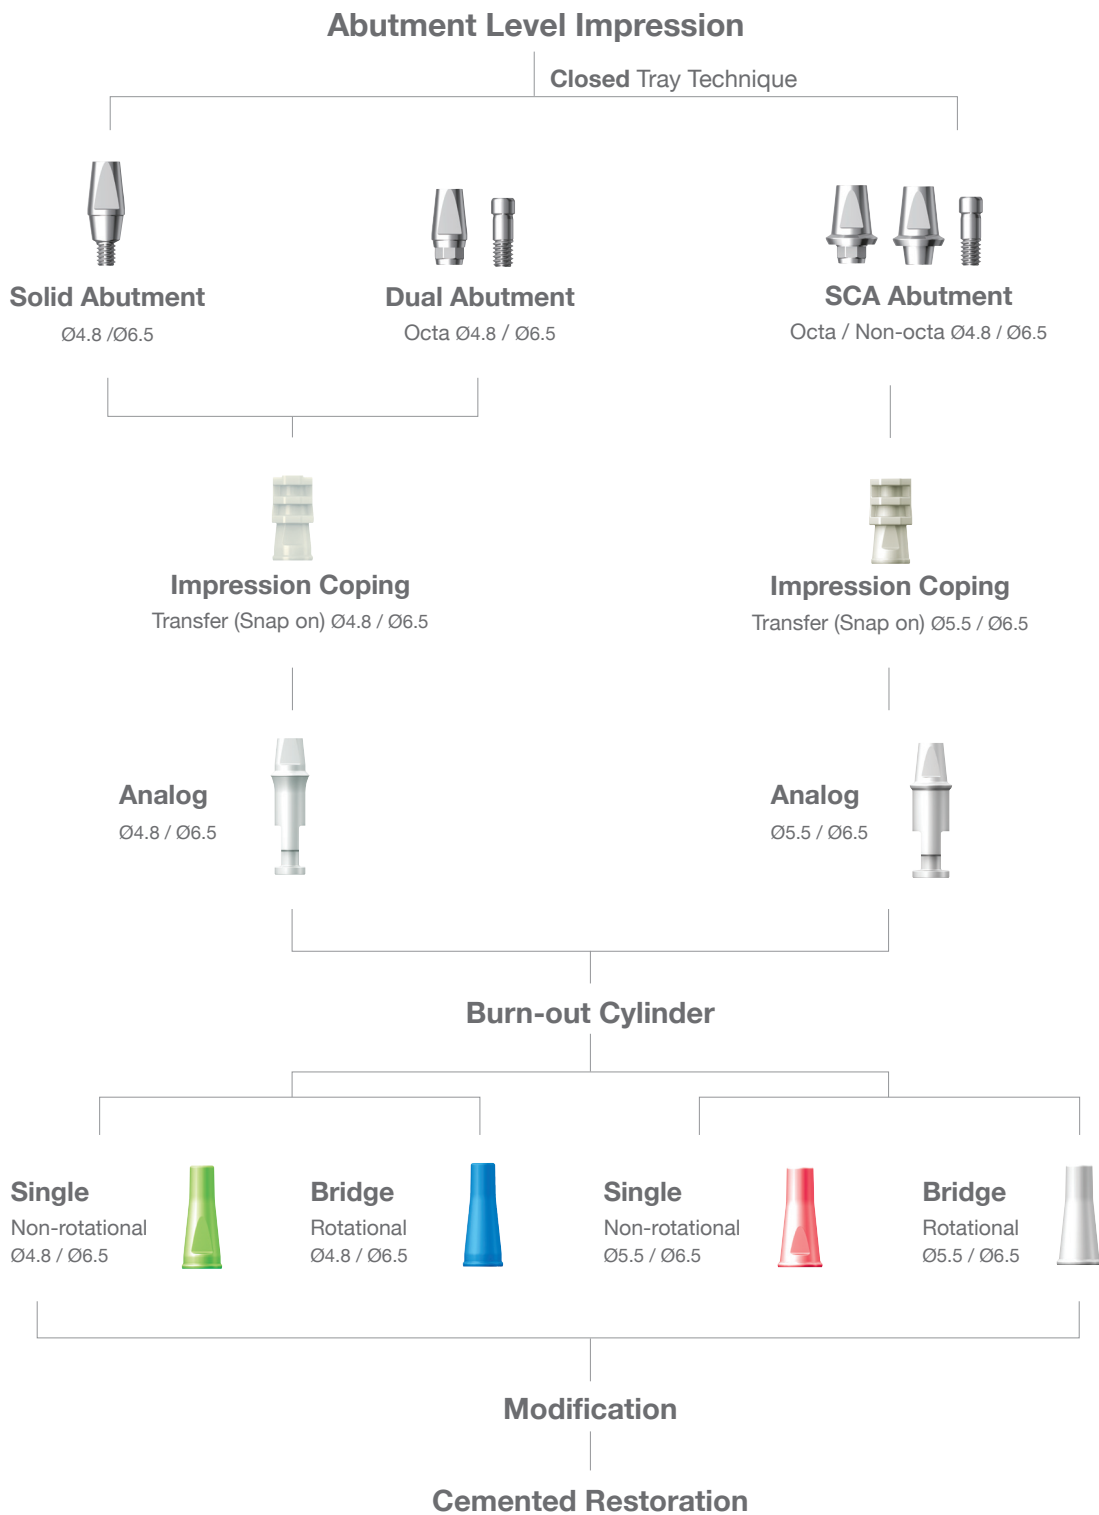 Abutment Level Impression
Closed Tray Technique
Solid Abutment
Ø4.8 /Ø6.5
Dual Abutment
Octa Ø4.8 / Ø6.5
SCA Abutment
Octa / Non-octa Ø4.8 / Ø6.5
Impression Coping
Transfer (Snap on) Ø4.8 / Ø6.5
Impression Coping
Transfer (Snap on) Ø5.5 / Ø6.5
Analog
Ø4.8 / Ø6.5
Analog
Ø5.5 / Ø6.5
Burn-out Cylinder
Single
Non-rotational
Ø4.8 / Ø6.5
Bridge
Rotational
Ø4.8 / Ø6.5
Single
Non-rotational
Ø5.5 / Ø6.5
Bridge
Rotational
Ø5.5 / Ø6.5
Modification
Cemented Restoration